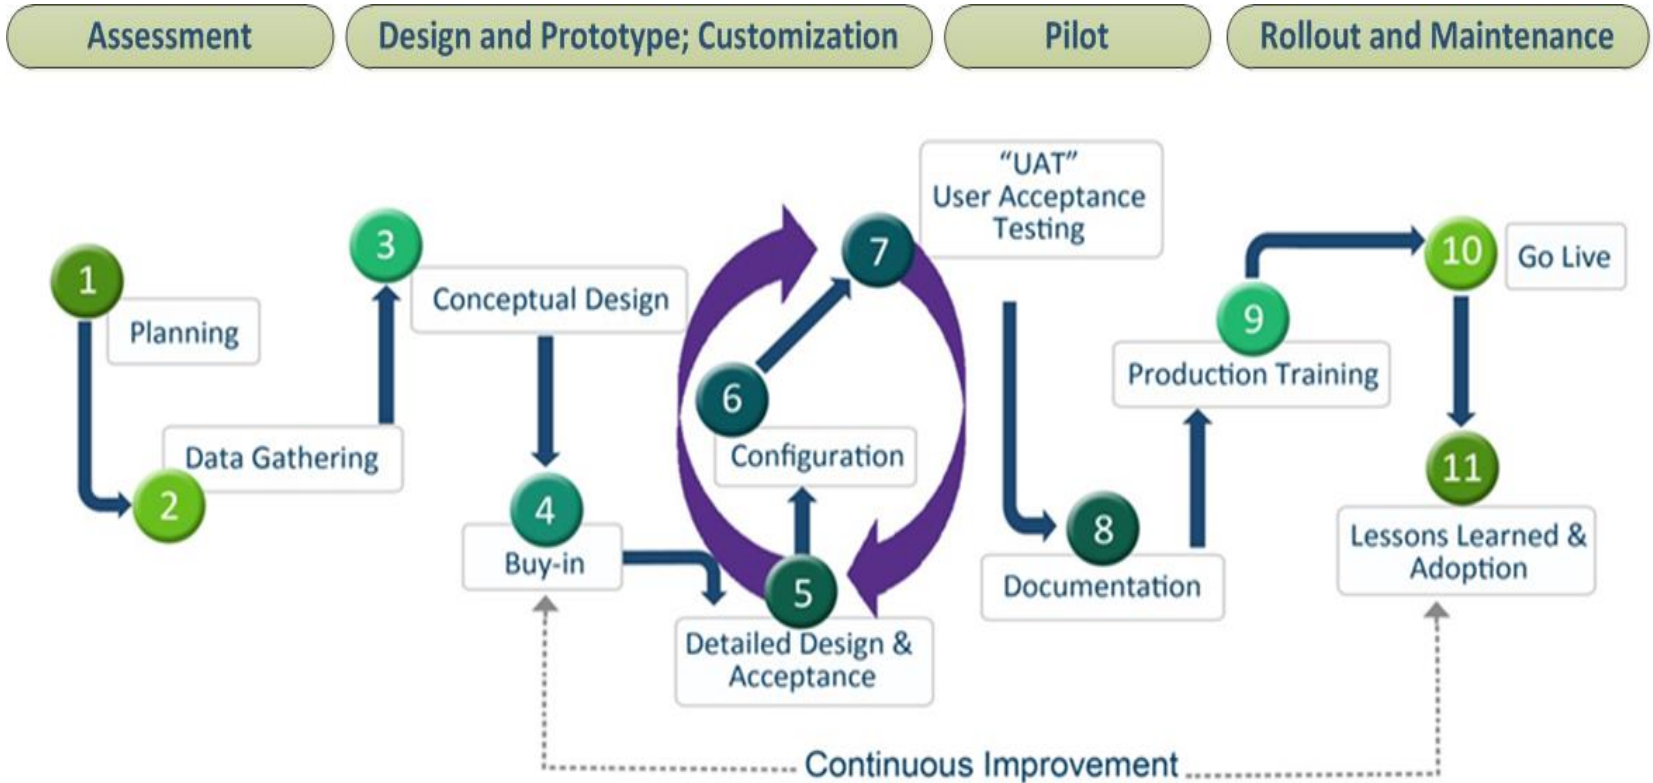 Assessment
Design and Prototype; Customization
Pilot
Rollout and Maintenance
1
Planning
2
Data Gathering
3
Conceptual Design
4
Buy-in
5
Detailed Design &
Acceptance
6
Configuration
7
“UAT”
User Acceptance
Testing
8
Documentation
9
Production Training
10
Go Live
11
Lessons Learned &
Adoption
Continuous Improvement